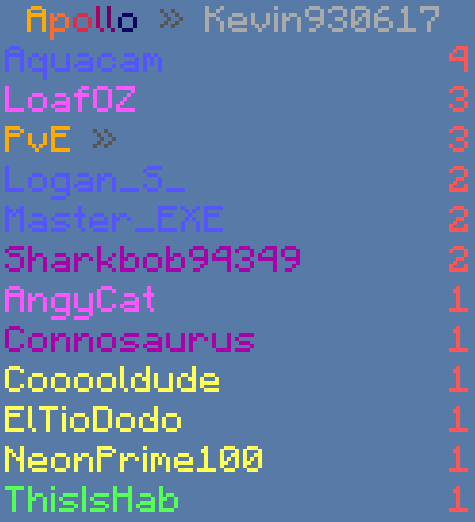 Apollo » Kevin930617
Aquacam 4
LoafOZ 3
PvE » 3
Logan_S_ 2
Master_EXE 2
Sharkbob94349 2
AngyCat 1
Connosaurus 1
Cooooldude 1
ElTioDodo 1
NeonPrime100 1
ThisIsHab 1